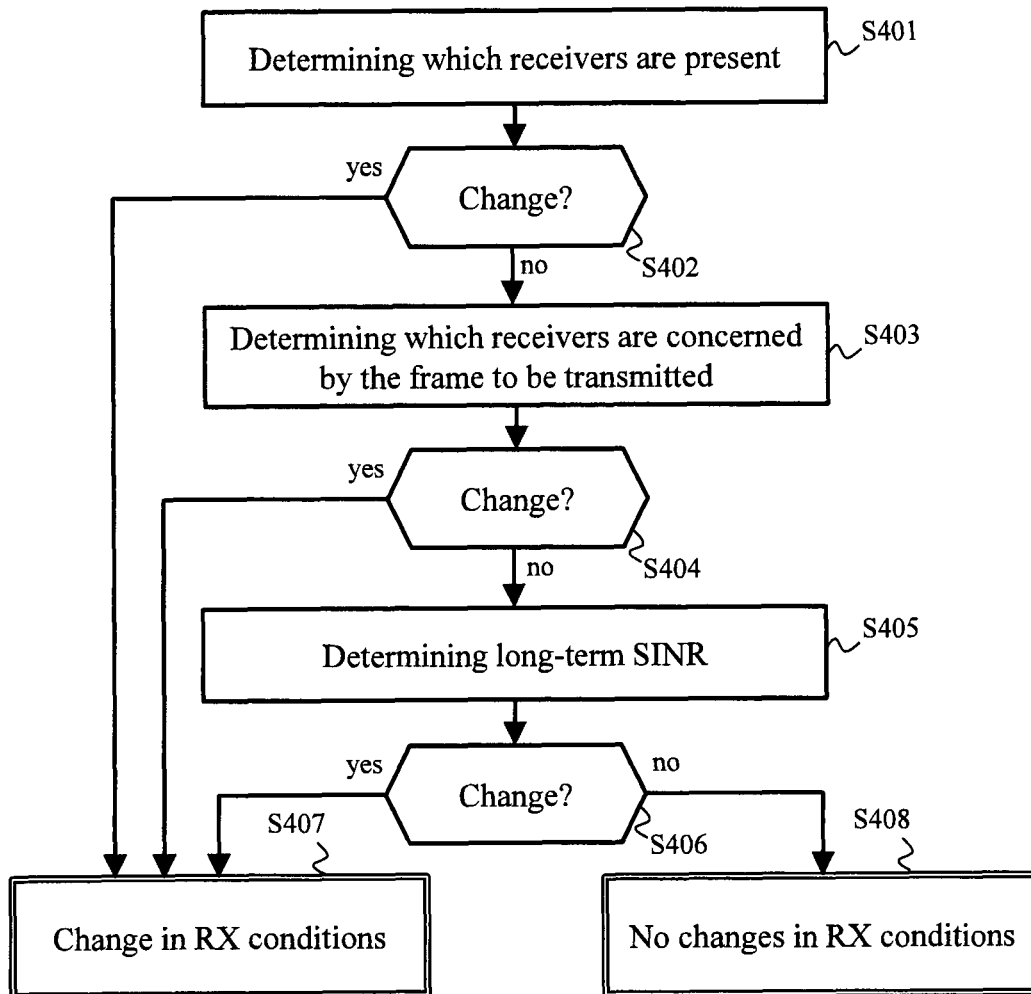 S401
Determining which receivers are present
yes
Change?
S402
no
Determining which receivers are concerned
by the frame to be transmitted
S403
yes
Change?
S404
no
S405
Determining long-term SINR
yes
Change?
no
S406
S407
S408
Change in RX conditions
No changes in RX conditions